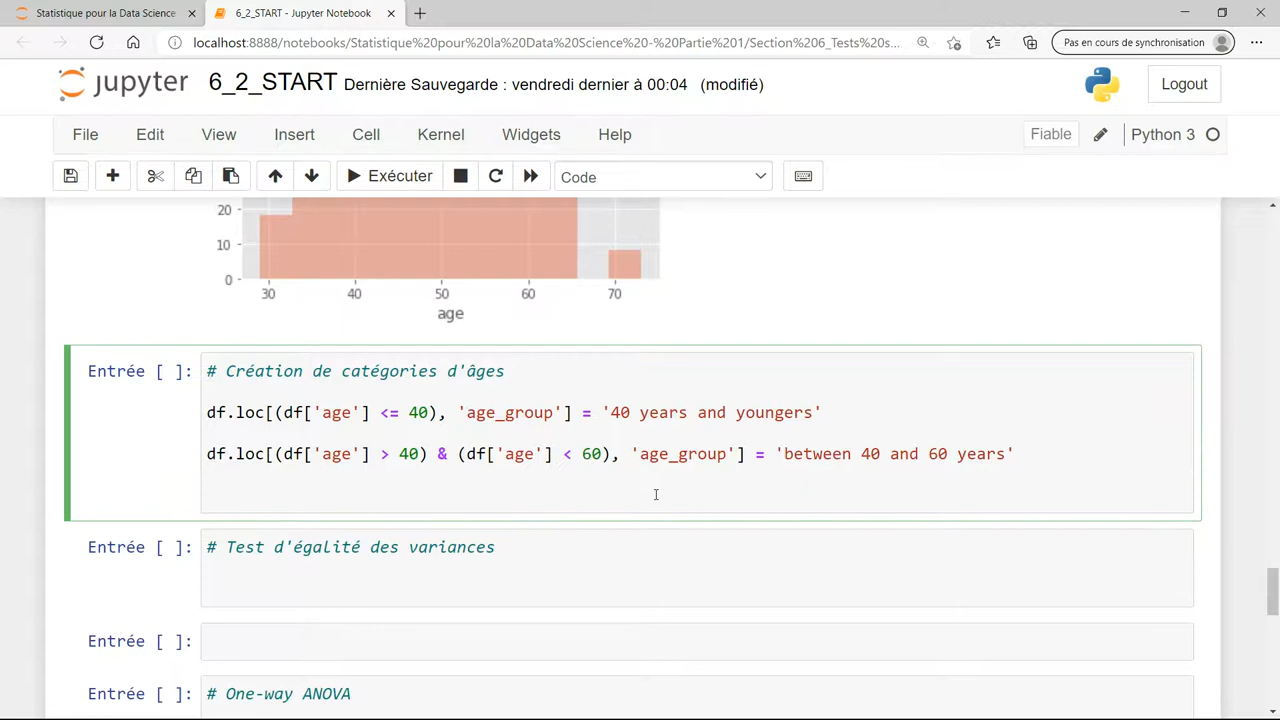 Statistique pour la Data Science
6_2_START - Jupyter Notebook
localhost:8888/notebooks/Statistique%20pour%20la%20Data%20Science%20-%20Partie%201/Section%206_Tests%20s...
Pas en cours de synchronisation
jupyter
6_2_START
Dernière Sauvegarde : vendredi dernier à 00:04 (modifié)
Logout
File Edit View Insert Cell Kernel Widgets Help
Fiable
Python 3
Exécuter
Code
20
10
0
30 40 50 60 70
age
Entrée [ ]:
# Création de catégories d'âges
df.loc[(df['age'] <= 40), 'age_group'] = '40 years and youngers'
df.loc[(df['age'] > 40) & (df['age'] < 60), 'age_group'] = 'between 40 and 60 years'
Entrée [ ]:
# Test d'égalité des variances
Entrée [ ]:
Entrée [ ]:
# One-way ANOVA